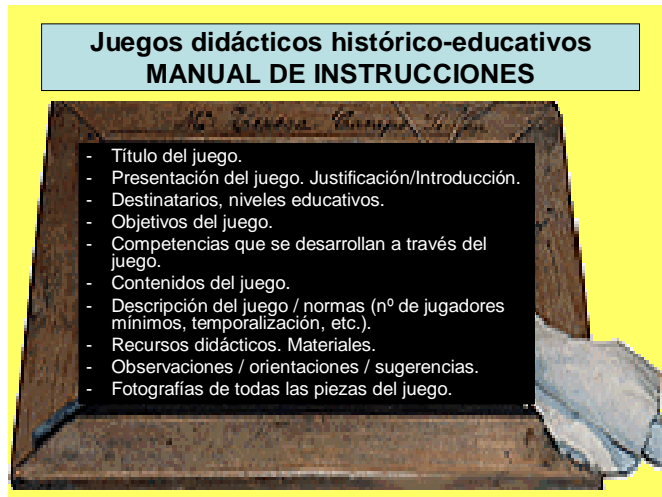 Juegos didácticos histórico-educativos
MANUAL DE INSTRUCCIONES
- Título del juego.
- Presentación del juego. Justificación/Introducción.
- Destinatarios, niveles educativos.
- Objetivos del juego.
- Competencias que se desarrollan a través del
juego.
- Contenidos del juego.
- Descripción del juego / normas (nº de jugadores
mínimos, temporalización, etc.).
- Recursos didácticos. Materiales.
- Observaciones / orientaciones / sugerencias.
- Fotografías de todas las piezas del juego.